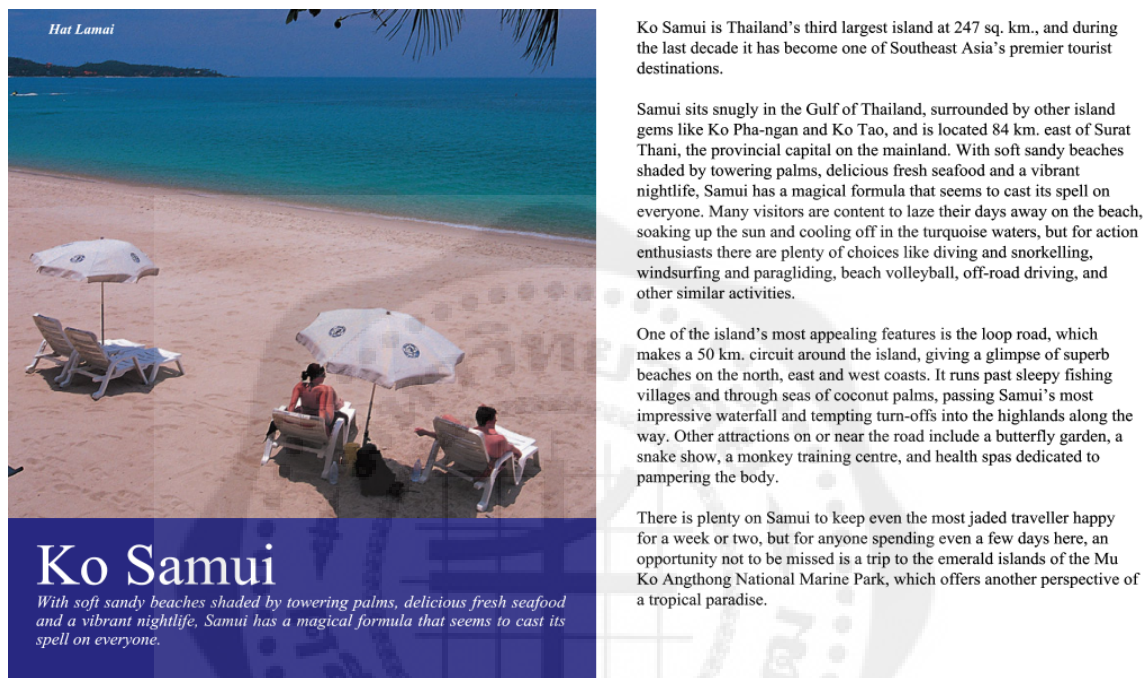 Hat Lamai
Ko Samui
With soft sandy beaches shaded by towering palms, delicious fresh seafood
and a vibrant nightlife, Samui has a magical formula that seems to cast its
spell on everyone.
Ko Samui is Thailand's third largest island at 247 sq. km., and during
the last decade it has become one of Southeast Asia's premier tourist
destinations.
Samui sits snugly in the Gulf of Thailand, surrounded by other island
gems like Ko Pha-ngan and Ko Tao, and is located 84 km. east of Surat
Thani, the provincial capital on the mainland. With soft sandy beaches
shaded by towering palms, delicious fresh seafood and a vibrant
nightlife, Samui has a magical formula that seems to cast its spell on
everyone. Many visitors are content to laze their days away on the beach,
soaking up the sun and cooling off in the turquoise waters, but for action
enthusiasts there are plenty of choices like diving and snorkelling,
windsurfing and paragliding, beach volleyball, off-road driving, and
other similar activities.
One of the island's most appealing features is the loop road, which
makes a 50 km. circuit around the island, giving a glimpse of superb
beaches on the north, east and west coasts. It runs past sleepy fishing
villages and through seas of coconut palms, passing Samui's most
impressive waterfall and tempting turn-offs into the highlands along the
way. Other attractions on or near the road include a butterfly garden, a
snake show, a monkey training centre, and health spas dedicated to
pampering the body.
There is plenty on Samui to keep even the most jaded traveller happy
for a week or two, but for anyone spending even a few days here, an
opportunity not to be missed is a trip to the emerald islands of the Mu
Ko Angthong National Marine Park, which offers another perspective of
a tropical paradise.